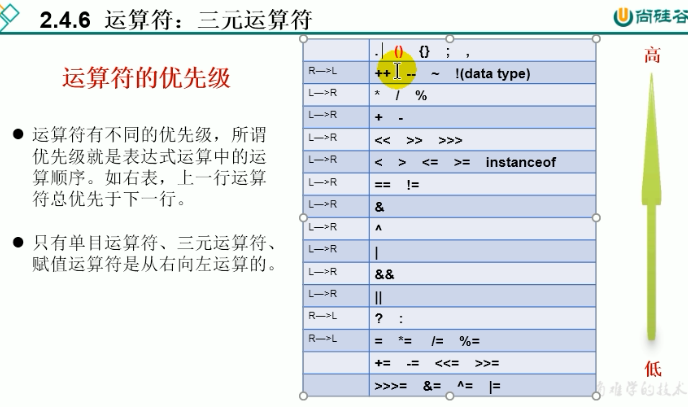 2.4.6 运算符：三元运算符
尚硅谷
运算符的优先级
运算符有不同的优先级，所谓
优先级就是表达式运算中的运
算顺序。如右表，上一行运算
符总优先于下一行。
只有单目运算符、三元运算符、
赋值运算符是从右向左运算的。
. () {} ; ,
R—>L ++ -- ~ !(data type)
L—>R * / %
L—>R + -
L—>R << >> >>>
L—>R < > <= >= instanceof
L—>R == !=
L—>R &
L—>R ^
L—>R |
L—>R &&
L—>R ||
R—>L ? :
R—>L = *= /= %=
+= -= <<= >>=
>>>= &= ^= |=
高
低